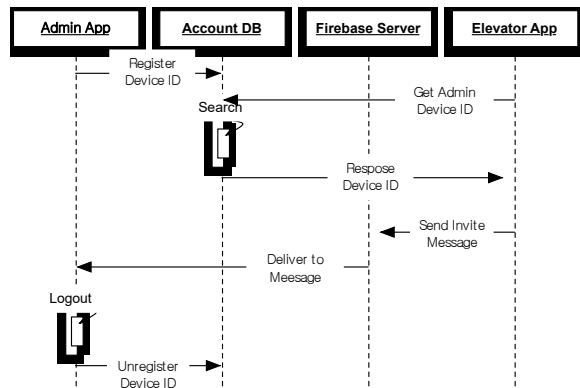 Admin App
Account DB
Firebase Server
Elevator App
Register
Device ID
Get Admin
Device ID
Search
Respose
Device ID
Send Invite
Message
Deliver to
Meesage
Logout
Unregister
Device ID